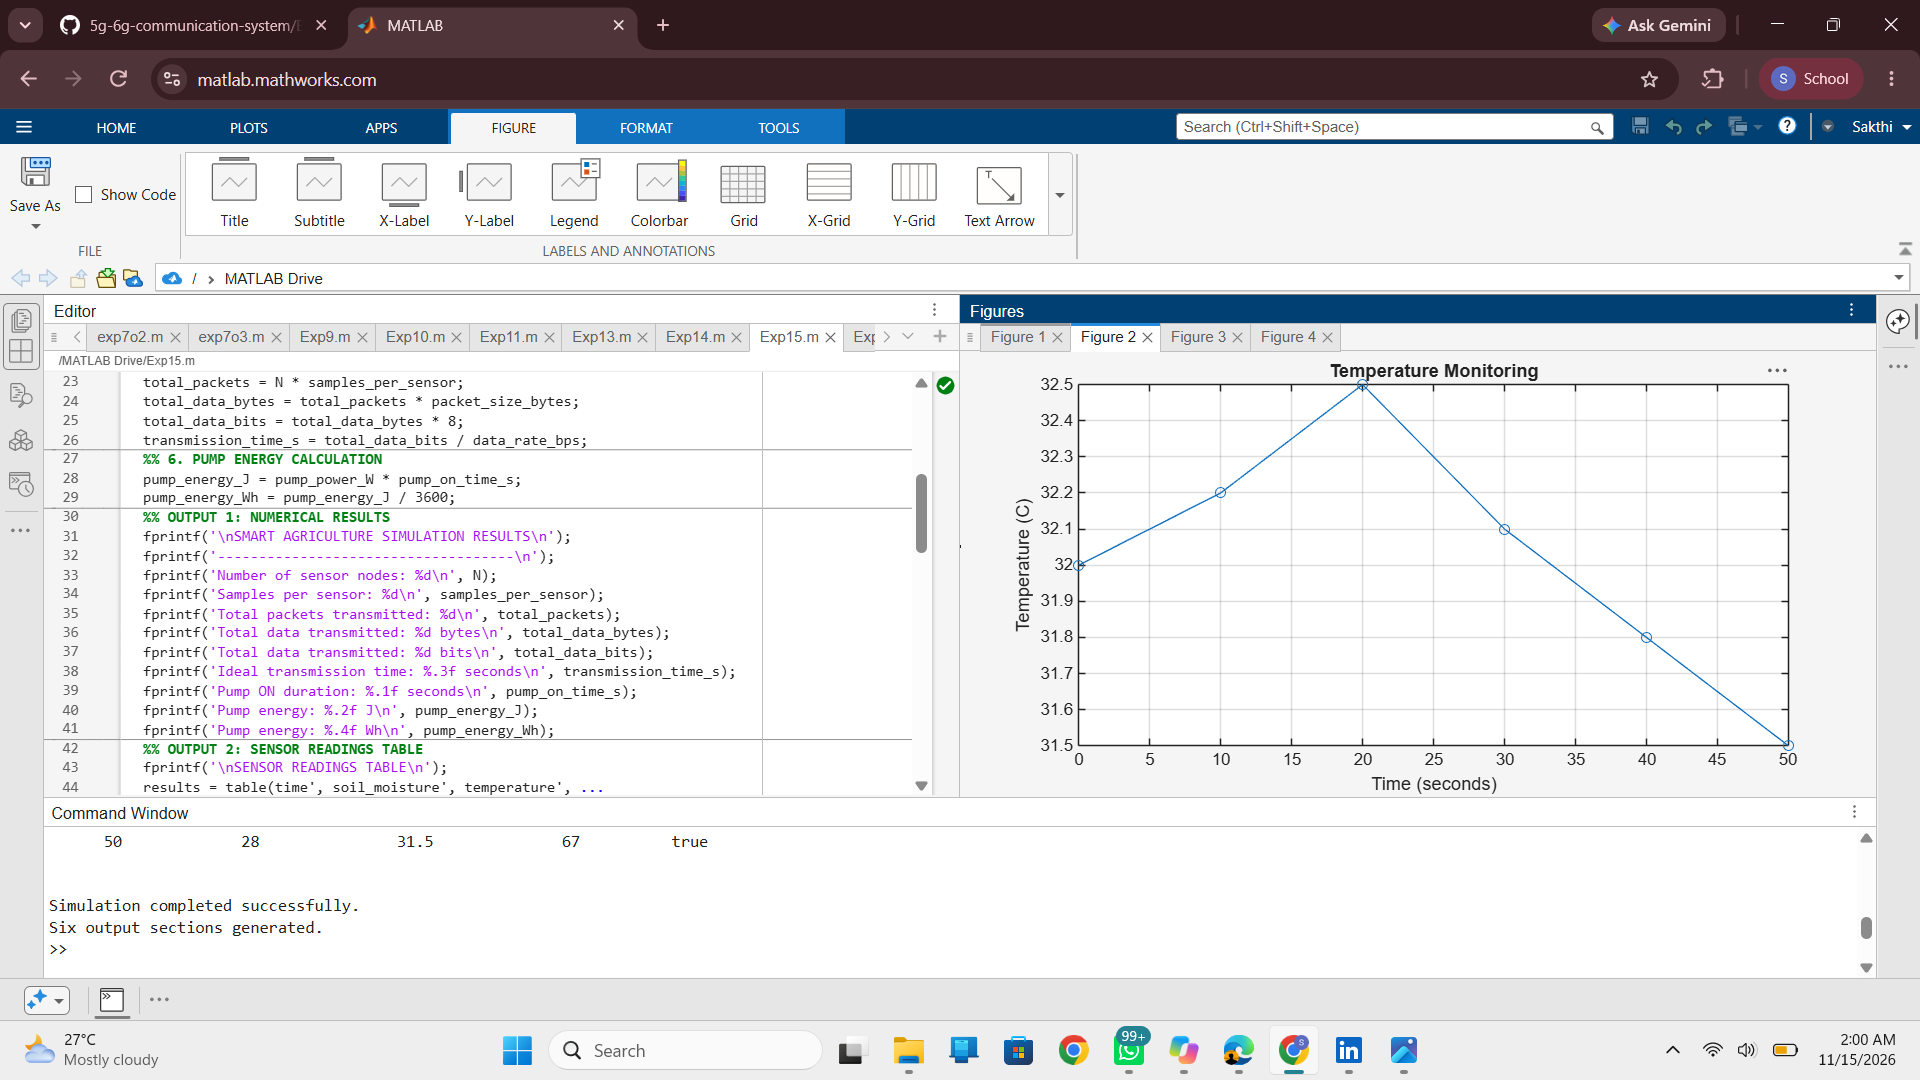 5g-6g-communication-system/
MATLAB
Ask Gemini
matlab.mathworks.com
S
School
HOME
PLOTS
APPS
FIGURE
FORMAT
TOOLS
Search (Ctrl+Shift+Space)
Sakthi
Save As
Show Code
Title
Subtitle
X-Label
Y-Label
Legend
Colorbar
Grid
X-Grid
Y-Grid
Text Arrow
FILE
LABELS AND ANNOTATIONS
/ > MATLAB Drive
Editor
exp7o2.m
exp7o3.m
Exp9.m
Exp10.m
Exp11.m
Exp13.m
Exp14.m
Exp15.m
Exp
/MATLAB Drive/Exp15.m
23 total_packets = N * samples_per_sensor;
24 total_data_bytes = total_packets * packet_size_bytes;
25 total_data_bits = total_data_bytes * 8;
26 transmission_time_s = total_data_bits / data_rate_bps;
27 %% 6. PUMP ENERGY CALCULATION
28 pump_energy_J = pump_power_W * pump_on_time_s;
29 pump_energy_Wh = pump_energy_J / 3600;
30 %% OUTPUT 1: NUMERICAL RESULTS
31 fprintf('\nSMART AGRICULTURE SIMULATION RESULTS\n');
32 fprintf('------------------------------------\n');
33 fprintf('Number of sensor nodes: %d\n', N);
34 fprintf('Samples per sensor: %d\n', samples_per_sensor);
35 fprintf('Total packets transmitted: %d\n', total_packets);
36 fprintf('Total data transmitted: %d bytes\n', total_data_bytes);
37 fprintf('Total data transmitted: %d bits\n', total_data_bits);
38 fprintf('Ideal transmission time: %.3f seconds\n', transmission_time_s);
39 fprintf('Pump ON duration: %.1f seconds\n', pump_on_time_s);
40 fprintf('Pump energy: %.2f J\n', pump_energy_J);
41 fprintf('Pump energy: %.4f Wh\n', pump_energy_Wh);
42 %% OUTPUT 2: SENSOR READINGS TABLE
43 fprintf('\nSENSOR READINGS TABLE\n');
44 results = table(time', soil_moisture', temperature', ...
Figures
Figure 1
Figure 2
Figure 3
Figure 4
Temperature Monitoring
32.5
32.4
32.3
32.2
32.1
32
31.9
31.8
31.7
31.6
31.5
Temperature (C)
0 5 10 15 20 25 30 35 40 45 50
Time (seconds)
Command Window
50 28 31.5 67 true
Simulation completed successfully.
Six output sections generated.
>>
27°C
Mostly cloudy
Search
99+
2:00 AM
11/15/2026